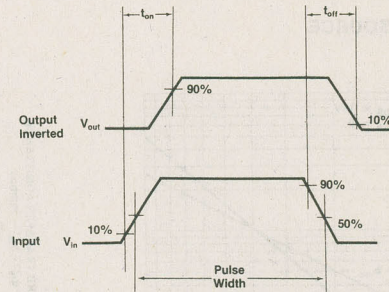 ton
toff
90%
10%
Output
Inverted
Vout
90%
10%
50%
Input
Vin
Pulse
Width